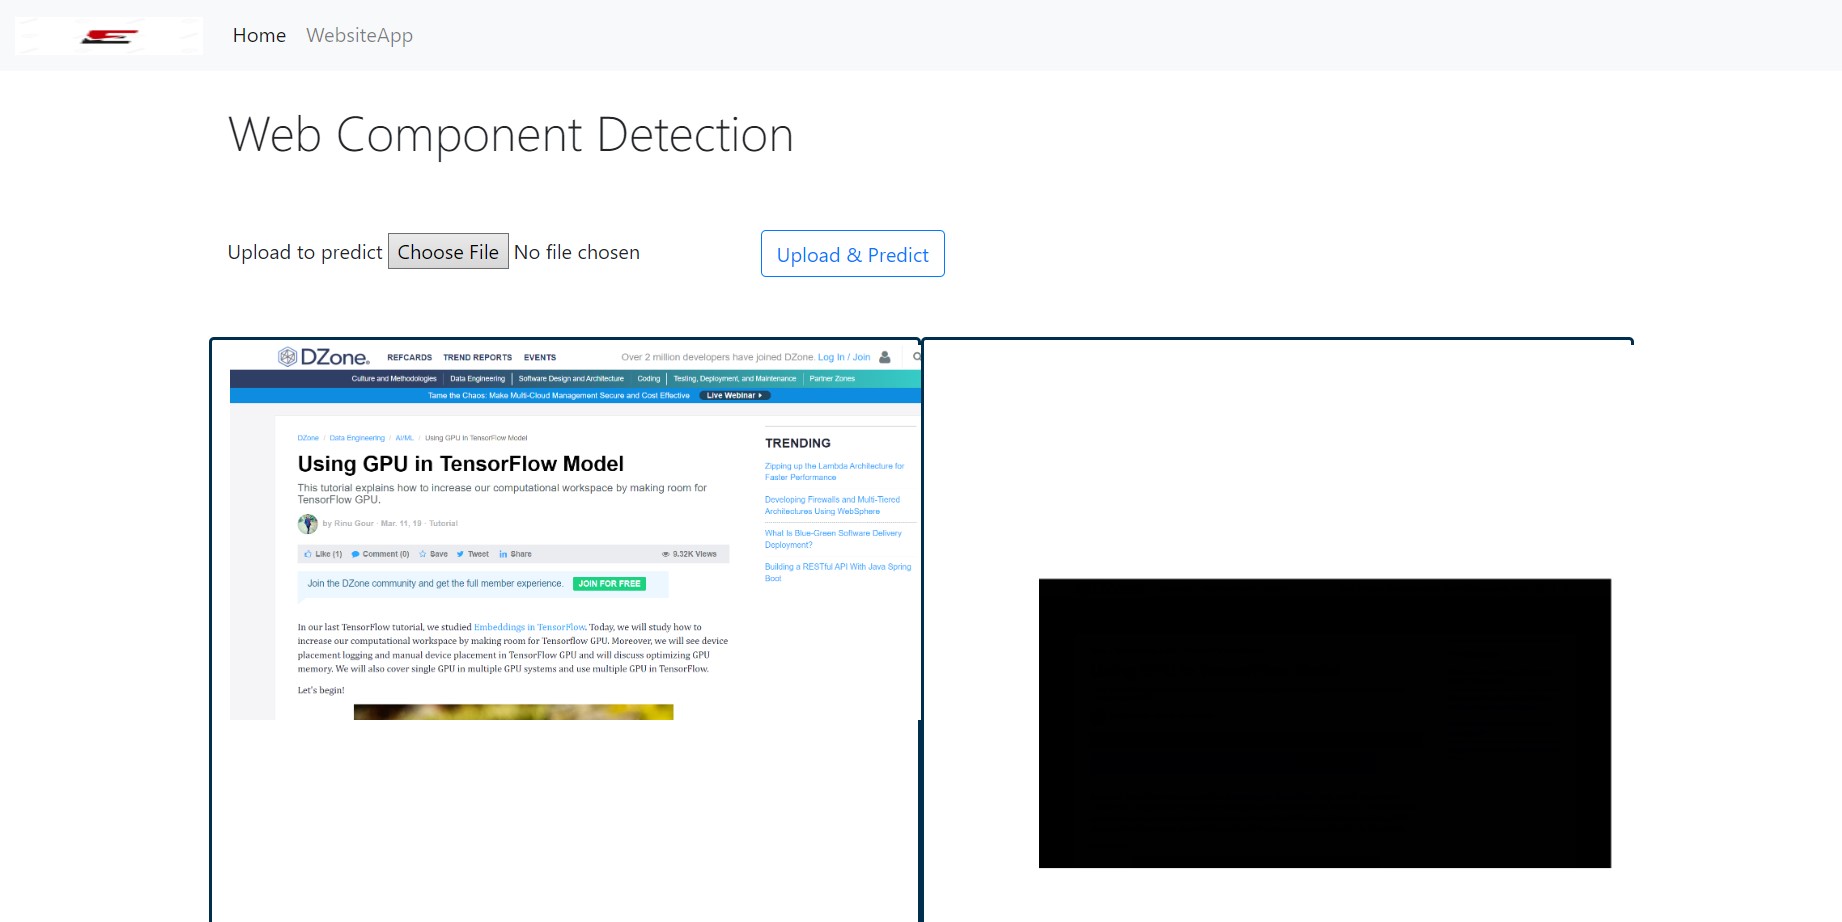 Home WebsiteApp
Web Component Detection
Upload to predict Choose File No file chosen Upload & Predict
DZone. REFCARDS TREND REPORTS EVENTS Over 2 million developers have joined DZone. Log In / Join
Culture and Methodologies Data Engineering Software Design and Architecture Coding Testing, Deployment, and Maintenance Partner Zones
Tame the Chaos: Make Multi-Cloud Management Secure and Cost Effective Live Webinar
DZone / Data Engineering / AI/ML / Using GPU in TensorFlow Model
Using GPU in TensorFlow Model
This tutorial explains how to increase our computational workspace by making room for
TensorFlow GPU.
by Rinu Gour · Mar. 11, 19 · Tutorial
Like (1) Comment (0) Save Tweet Share 9.32K Views
Join the DZone community and get the full member experience. JOIN FOR FREE
In our last TensorFlow tutorial, we studied Embeddings in TensorFlow. Today, we will study how to
increase our computational workspace by making room for Tensorflow GPU. Moreover, we will see device
placement logging and manual device placement in TensorFlow GPU and will discuss optimizing GPU
memory. We will also cover single GPU in multiple GPU systems and use multiple GPU in TensorFlow.
Let's begin!
TRENDING
Zipping up the Lambda Architecture for
Faster Performance
Developing Firewalls and Multi-Tiered
Architectures Using WebSphere
What Is Blue-Green Software Delivery
Deployment?
Building a RESTful API With Java Spring
Boot